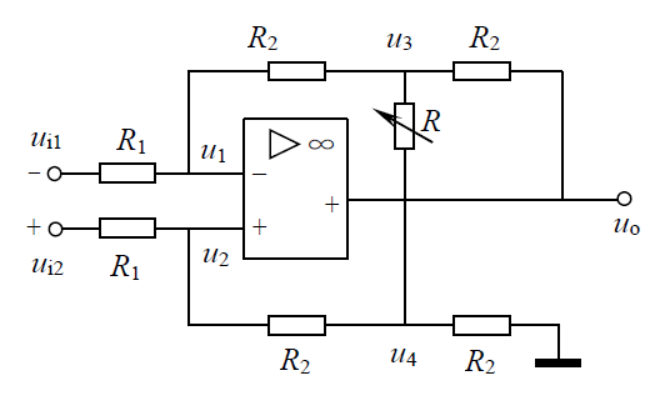 R2 u3 R2
ui1 R1 u1 ▷ ∞ R
− −
+ uo
+ +
ui2 R1 u2
R2 u4 R2